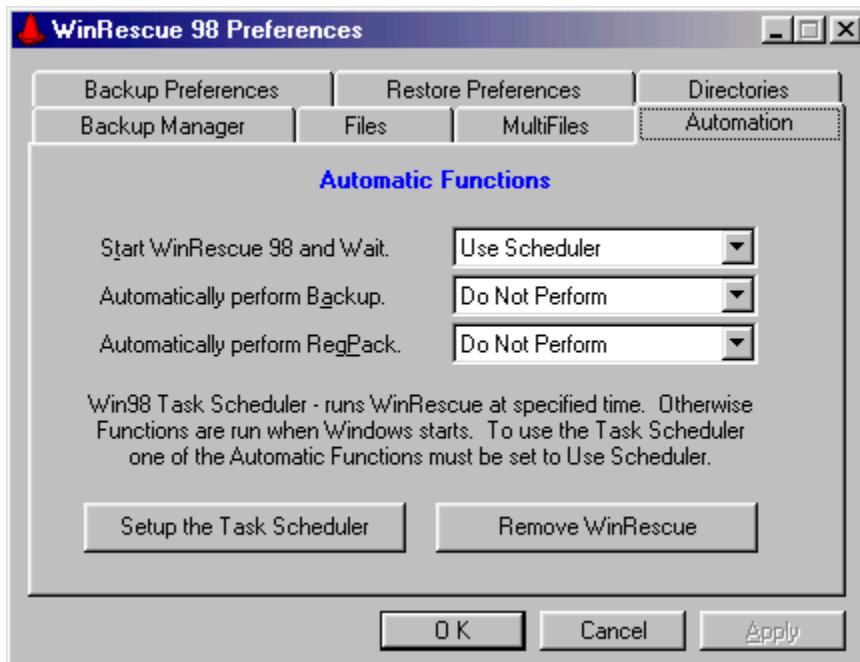 WinRescue 98 Preferences
Backup Preferences
Restore Preferences
Directories
Backup Manager
Files
MultiFiles
Automation
Automatic Functions
Start WinRescue 98 and Wait.
Use Scheduler
Automatically perform Backup.
Do Not Perform
Automatically perform RegPack.
Do Not Perform
Win98 Task Scheduler - runs WinRescue at specified time. Otherwise
Functions are run when Windows starts. To use the Task Scheduler
one of the Automatic Functions must be set to Use Scheduler.
Setup the Task Scheduler
Remove WinRescue
O K
Cancel
Apply